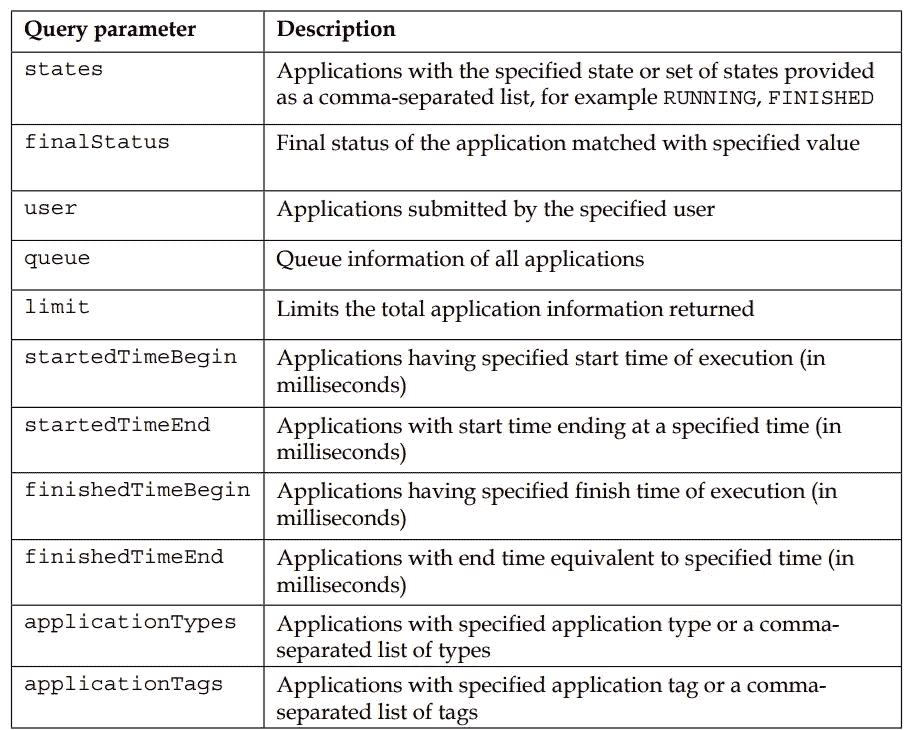 Query parameter Description
states Applications with the specified state or set of states provided
as a comma-separated list, for example RUNNING, FINISHED
finalStatus Final status of the application matched with specified value
user Applications submitted by the specified user
queue Queue information of all applications
limit Limits the total application information returned
startedTimeBegin Applications having specified start time of execution (in
milliseconds)
startedTimeEnd Applications with start time ending at a specified time (in
milliseconds)
finishedTimeBegin Applications having specified finish time of execution (in
milliseconds)
finishedTimeEnd Applications with end time equivalent to specified time (in
milliseconds)
applicationTypes Applications with specified application type or a comma-
separated list of types
applicationTags Applications with specified application tag or a comma-
separated list of tags